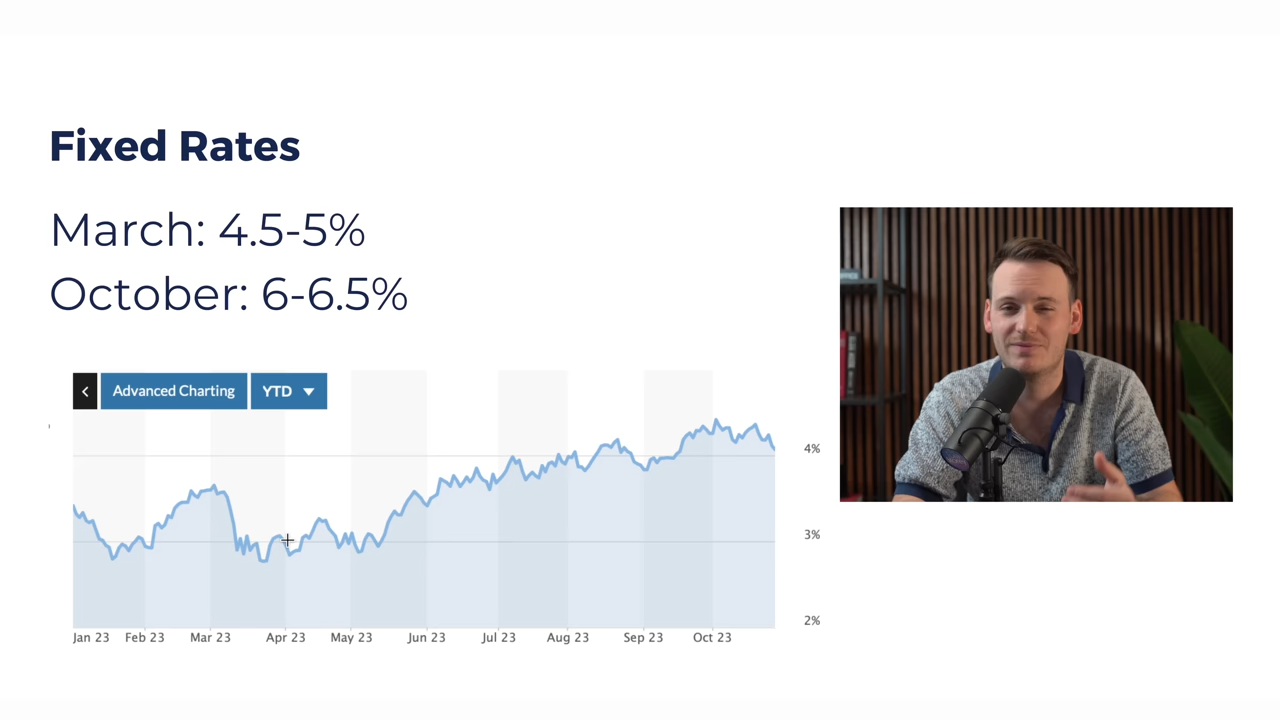 Fixed Rates
March: 4.5-5%
October: 6-6.5%
Advanced Charting
YTD
4%
3%
2%
Jan 23 Feb 23 Mar 23 Apr 23 May 23 Jun 23 Jul 23 Aug 23 Sep 23 Oct 23